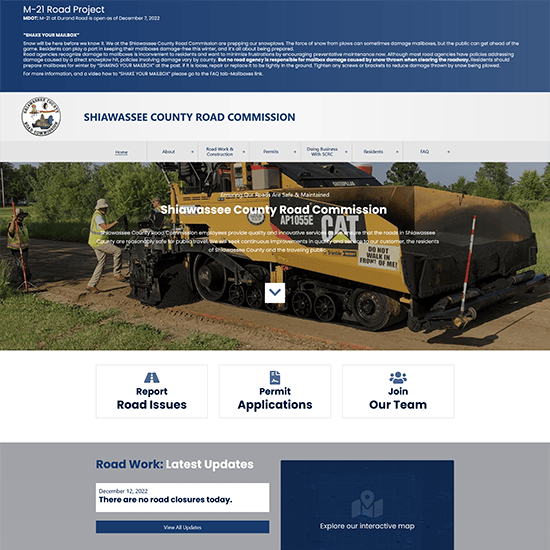 M-21 Road Project
MDOT: M-21 at Durand Road is open as of December 7, 2022
"SHAKE YOUR MAILBOX"
Snow will be here before we know it. We at the Shiawassee County Road Commission are prepping our snowplows. The force of snow from plows can sometimes damage mailboxes, but the public can get ahead of the
game. Residents can play a part in keeping their mailboxes damage-free this winter, and it's all about being prepared.
Road agencies recognize damage to mailboxes is inconvenient to residents and want to minimize frustrations by encouraging preventative maintenance now. Although most road agencies have policies addressing
damage caused by a direct snowplow hit, policies involving damage vary by county. But no road agency is responsible for mailbox damage caused by snow thrown when clearing the roadway. Residents should
prepare mailboxes for winter by "SHAKING YOUR MAILBOX" at the post. If it is loose, repair or replace it to be tightly in the ground. Tighten any screws or brackets to reduce damage thrown by snow being plowed.
For more information, and a video how to "SHAKE YOUR MAILBOX" please go to the FAQ Job-Mailboxes link.
SHIAWASSEE COUNTY
ROAD COMMISSION
SHIAWASSEE COUNTY ROAD COMMISSION
Home
About +
Road Work &
Construction +
Permits +
Doing Business
With SCRC +
Residents +
FAQ +
Ensuring Our Roads Are Safe & Maintained
Shiawassee County Road Commission
Shiawassee County Road Commission employees provide quality and innovative services to ensure that the roads in Shiawassee
County are reasonably safe for public travel. We will seek continuous improvements in quality and service to our customer, the residents
of Shiawassee County and the traveling public.
CATERPILLAR
AP1055E
CAT
DO NOT
WALK IN
FRONT OF ME!
Report
Road Issues
Permit
Applications
Join
Our Team
Road Work: Latest Updates
December 12, 2022
There are no road closures today.
View All Updates
Explore our interactive map